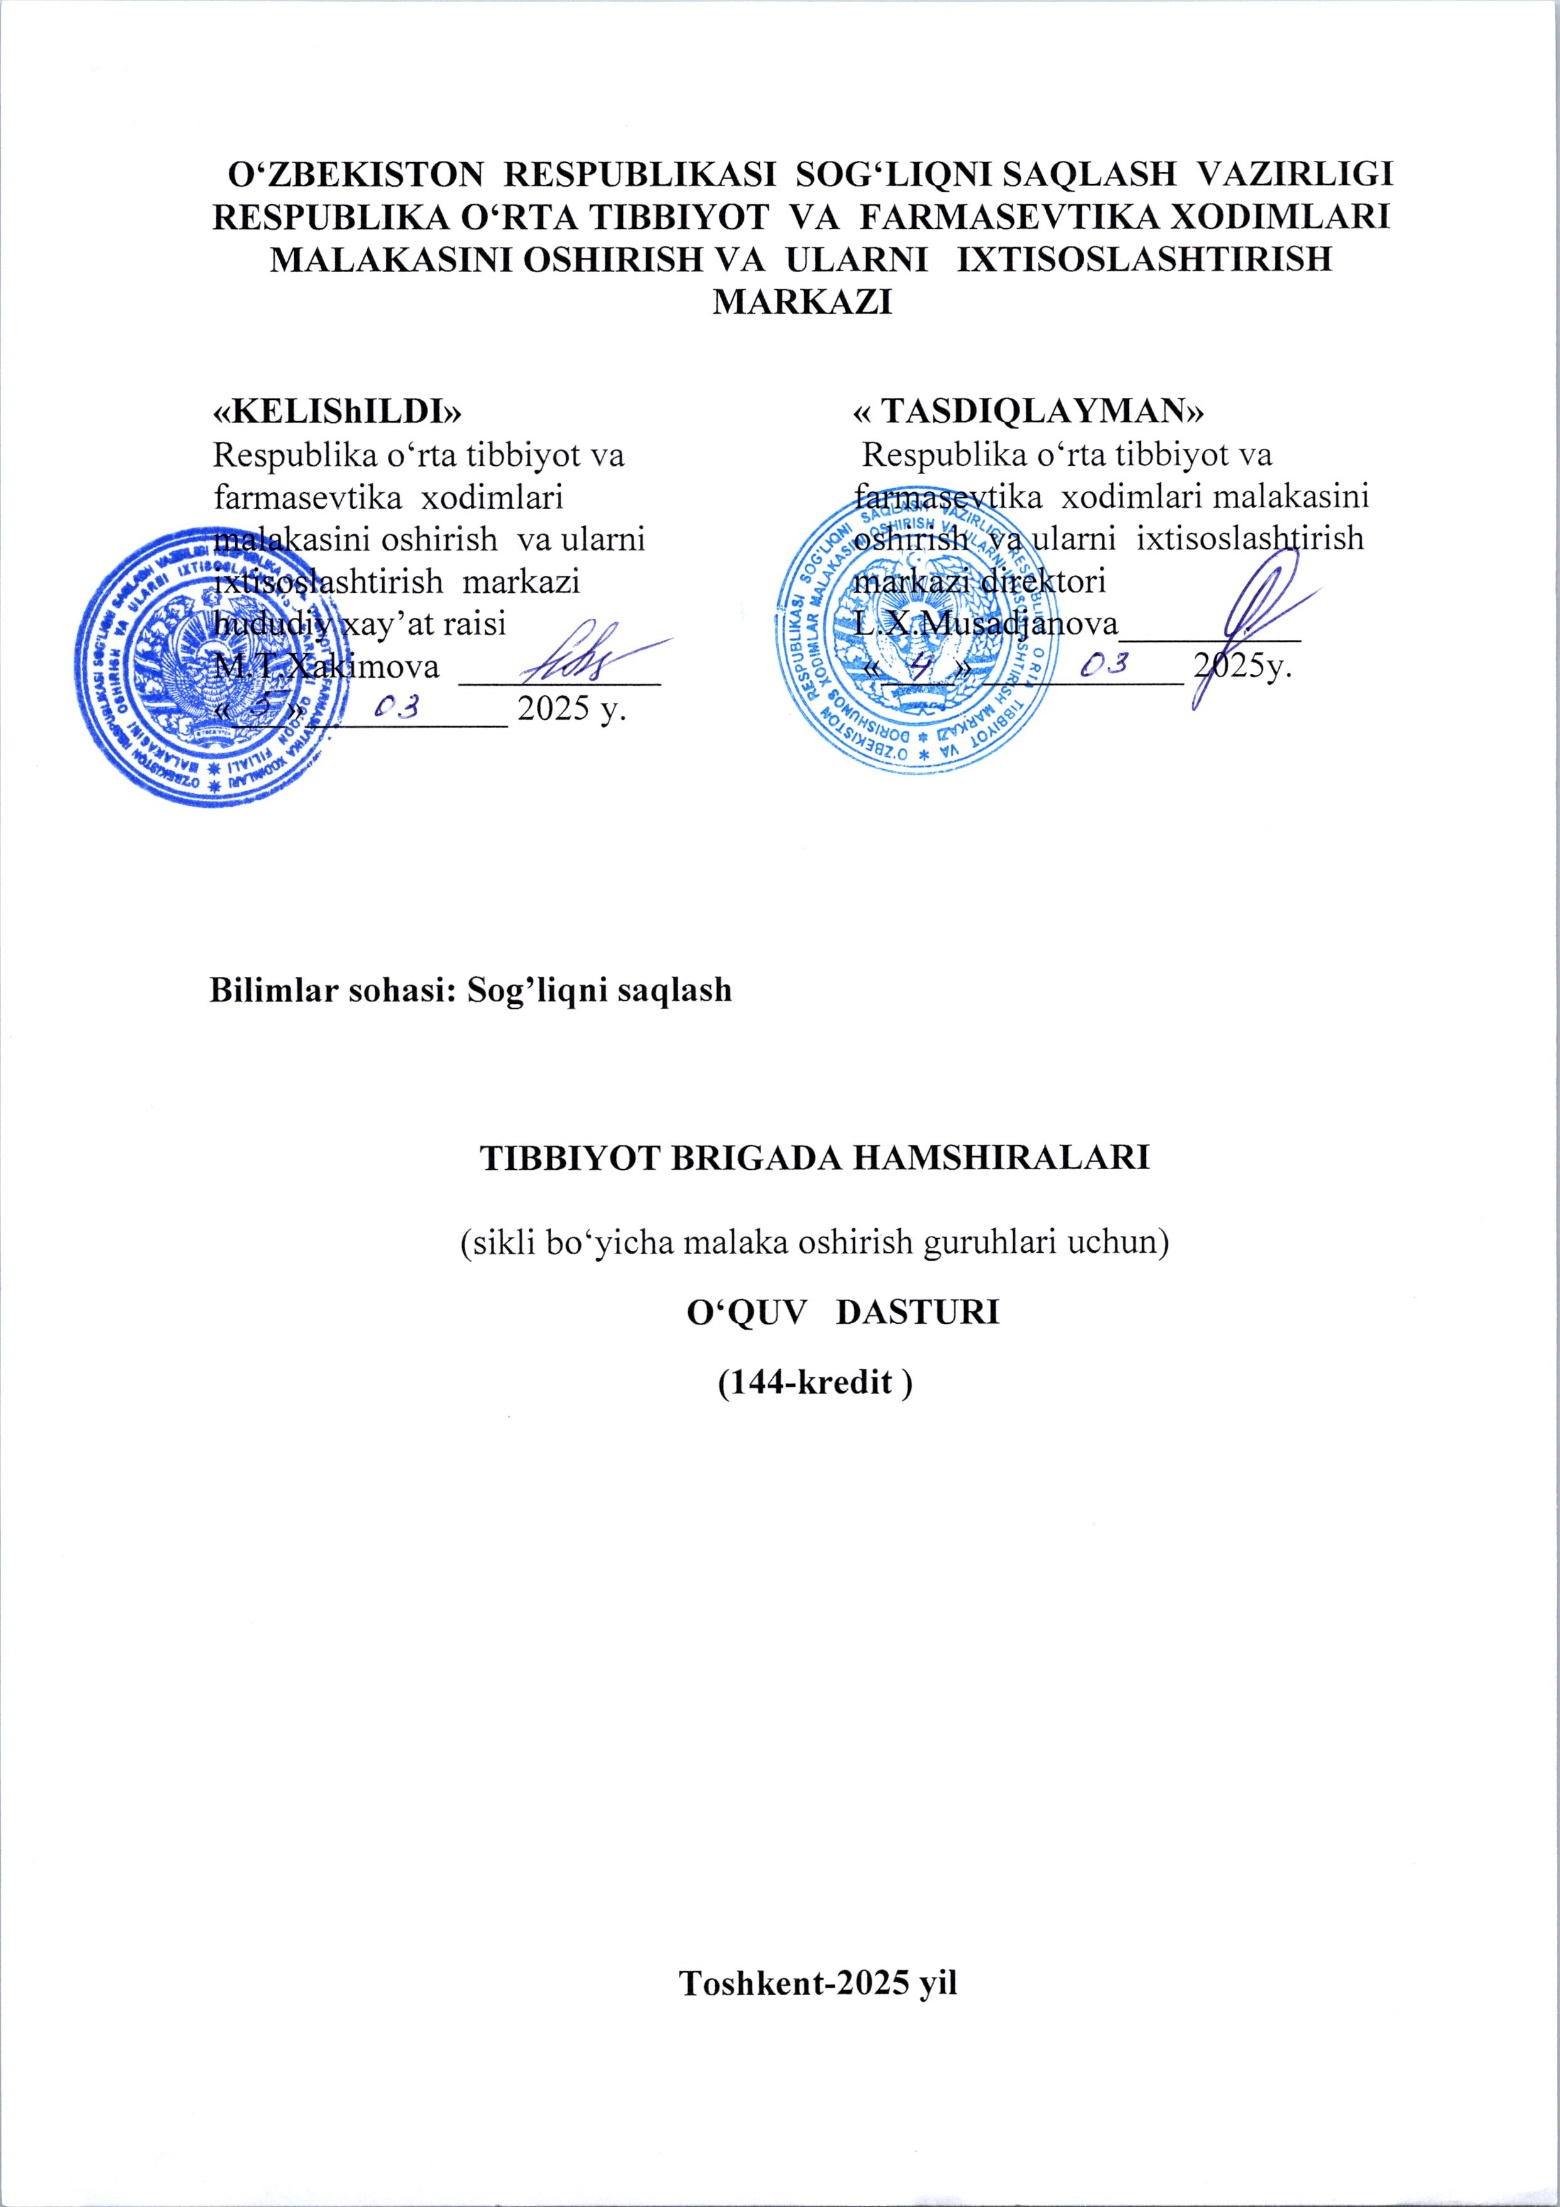 O‘ZBEKISTON RESPUBLIKASI SOG‘LIQNI SAQLASH VAZIRLIGI
RESPUBLIKA O‘RTA TIBBIYOT VA FARMASEVTIKA XODIMLARI
MALAKASINI OSHIRISH VA ULARNI IXTISOSLASHTIRISH
MARKAZI
«KELIShILDI»
Respublika o‘rta tibbiyot va
farmasevtika xodimlari
malakasini oshirish va ularni
ixtisoslashtirish markazi
hududiy xay’at raisi
M.T.Xakimova ___________
« 3 » 03 2025 y.
« TASDIQLAYMAN»
Respublika o‘rta tibbiyot va
farmasevtika xodimlari malakasini
oshirish va ularni ixtisoslashtirish
markazi direktori
L.X.Musadjanova__________
« 4 » 03 2025y.
Bilimlar sohasi: Sog’liqni saqlash
TIBBIYOT BRIGADA HAMSHIRALARI
(sikli bo‘yicha malaka oshirish guruhlari uchun)
O‘QUV DASTURI
(144-kredit )
Toshkent-2025 yil